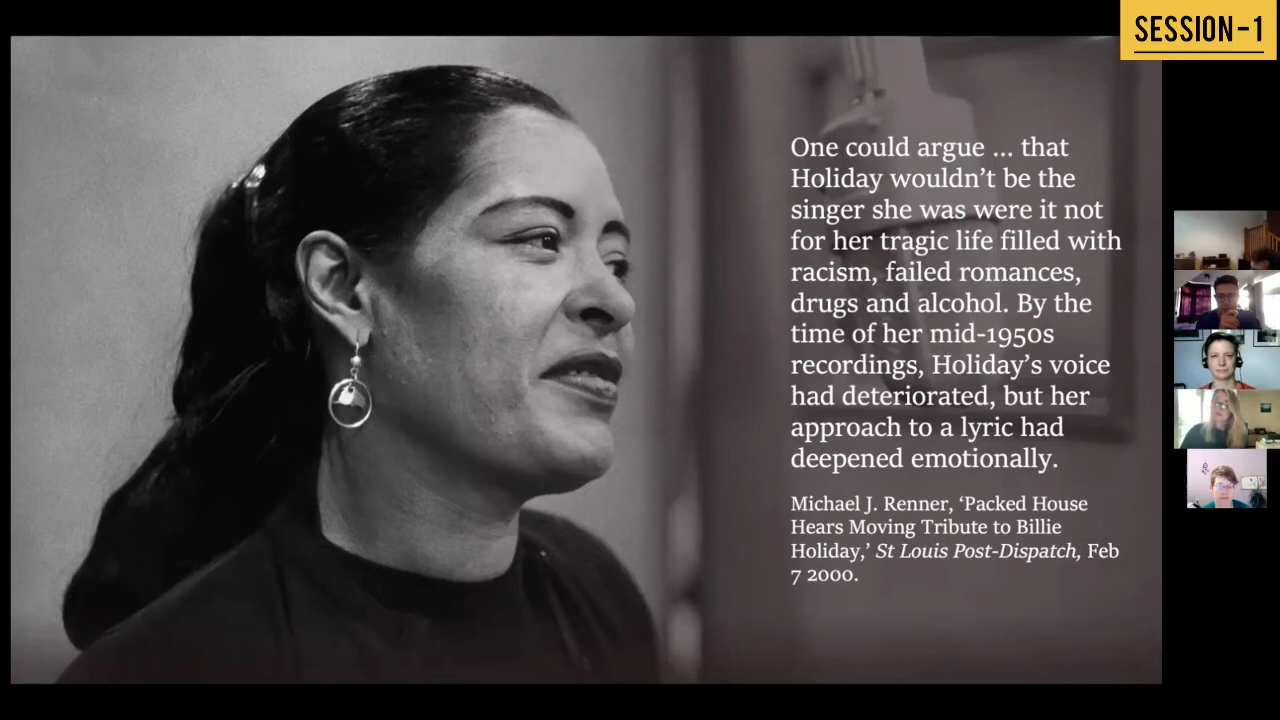 SESSION-1
One could argue ... that
Holiday wouldn’t be the
singer she was were it not
for her tragic life filled with
racism, failed romances,
drugs and alcohol. By the
time of her mid-1950s
recordings, Holiday’s voice
had deteriorated, but her
approach to a lyric had
deepened emotionally.
Michael J. Renner, ‘Packed House
Hears Moving Tribute to Billie
Holiday,’ St Louis Post-Dispatch, Feb
7 2000.